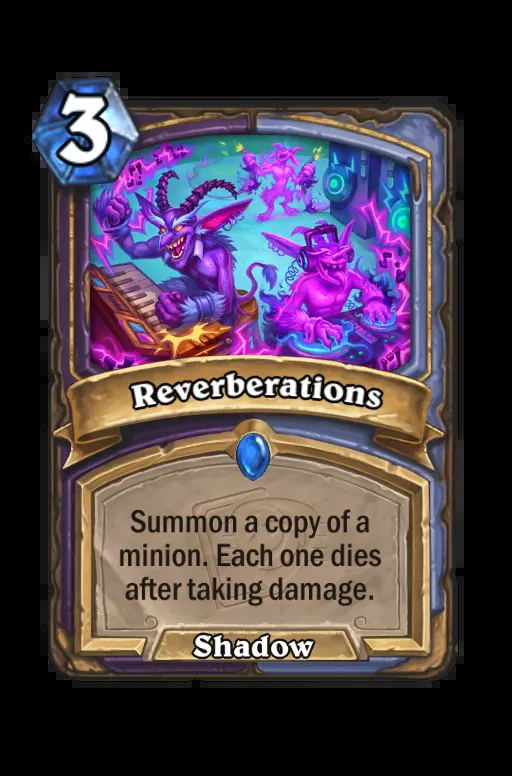 3
Reverberations
Summon a copy of a
minion. Each one dies
after taking damage.
Shadow